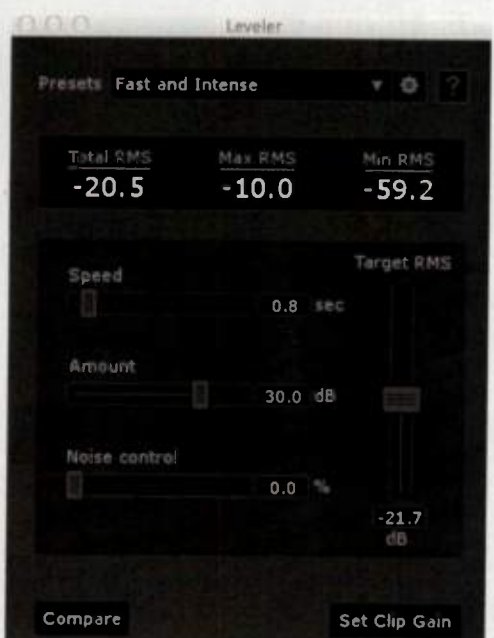 Leveler
Presets Fast and Intense ?
Total RMS Max RMS Min RMS
-20.5 -10.0 -59.2
Target RMS
Speed
0.8 sec
Amount
30.0 dB
Noise control
0.0 %
-21.7
dB
Compare Set Clip Gain